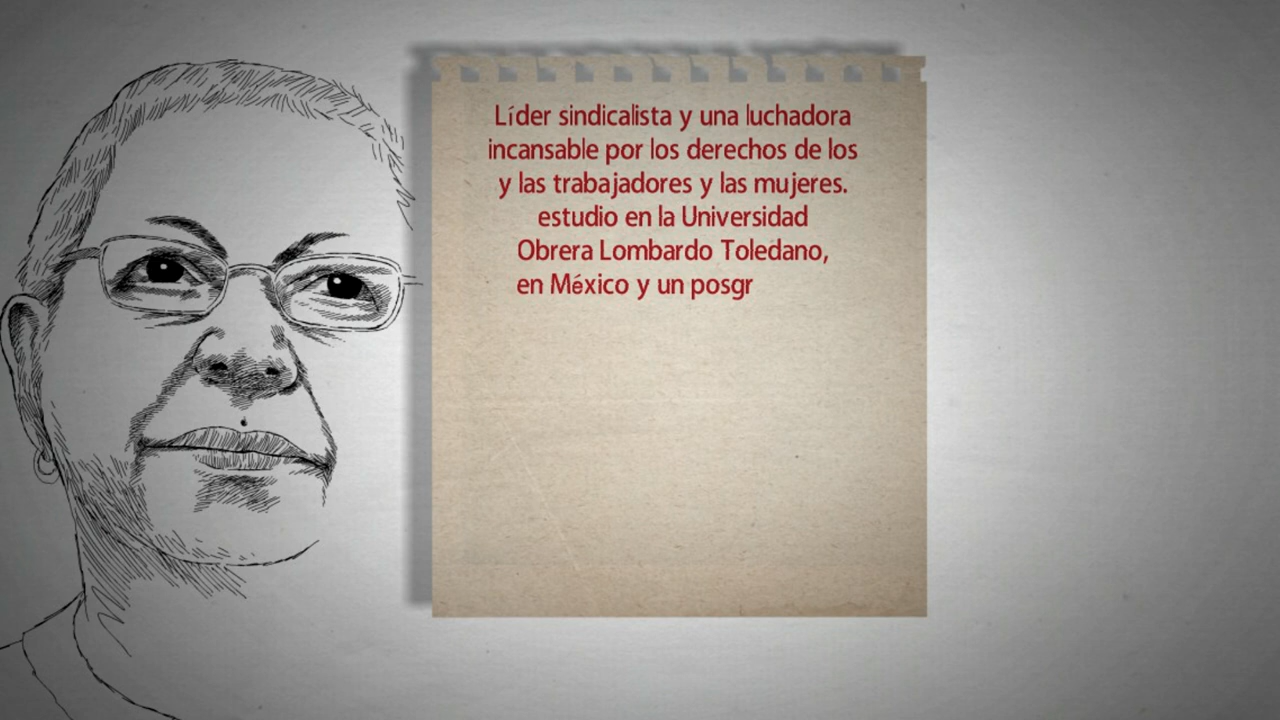 Líder sindicalista y una luchadora
incansable por los derechos de los
y las trabajadores y las mujeres.
estudio en la Universidad
Obrera Lombardo Toledano,
en México y un posgr